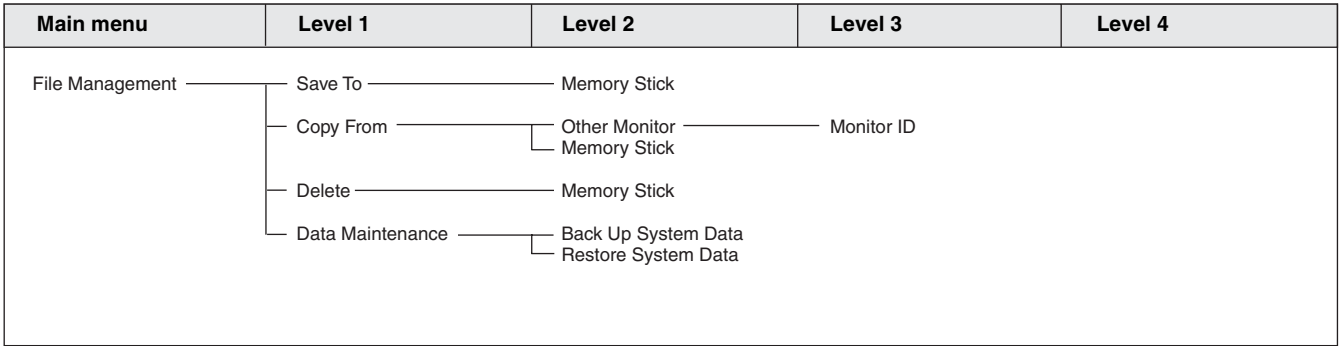 Main menu Level 1 Level 2 Level 3 Level 4
File Management Save To Memory Stick
Copy From Other Monitor Monitor ID
Memory Stick
Delete Memory Stick
Data Maintenance Back Up System Data
Restore System Data